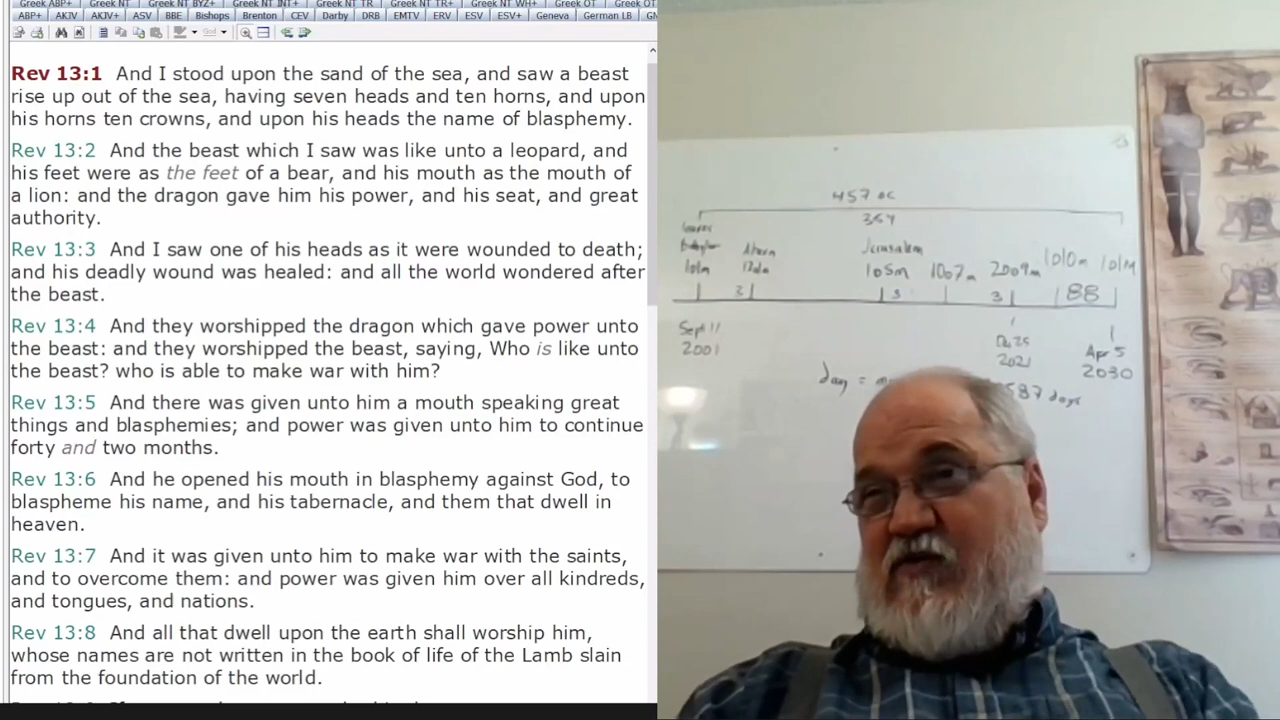 Greek ABP+ Greek NT Greek NT BYZ+ Greek NT INT+ Greek NT TR Greek NT TR+ Greek NT WH+ Greek OT Greek OT
ABP+ AKJV AKJV+ ASV BBE Bishops Brenton CEV Darby DRB EMTV ERV ESV ESV+ Geneva German LB
Rev 13:1 And I stood upon the sand of the sea, and saw a beast
rise up out of the sea, having seven heads and ten horns, and upon
his horns ten crowns, and upon his heads the name of blasphemy.
Rev 13:2 And the beast which I saw was like unto a leopard, and
his feet were as the feet of a bear, and his mouth as the mouth of
a lion: and the dragon gave him his power, and his seat, and great
authority.
Rev 13:3 And I saw one of his heads as it were wounded to death;
and his deadly wound was healed: and all the world wondered after
the beast.
Rev 13:4 And they worshipped the dragon which gave power unto
the beast: and they worshipped the beast, saying, Who is like unto
the beast? who is able to make war with him?
Rev 13:5 And there was given unto him a mouth speaking great
things and blasphemies; and power was given unto him to continue
forty and two months.
Rev 13:6 And he opened his mouth in blasphemy against God, to
blaspheme his name, and his tabernacle, and them that dwell in
heaven.
Rev 13:7 And it was given unto him to make war with the saints,
and to overcome them: and power was given him over all kindreds,
and tongues, and nations.
Rev 13:8 And all that dwell upon the earth shall worship him,
whose names are not written in the book of life of the Lamb slain
from the foundation of the world.
457 BC
354
leaves
Babylon Ahava Jerusalem
101m 12da 105m 1007m 2009m 1010m 101m
3 3 3 88
Sept 11
2001
2021
Apr 5
2030
day =
587 days